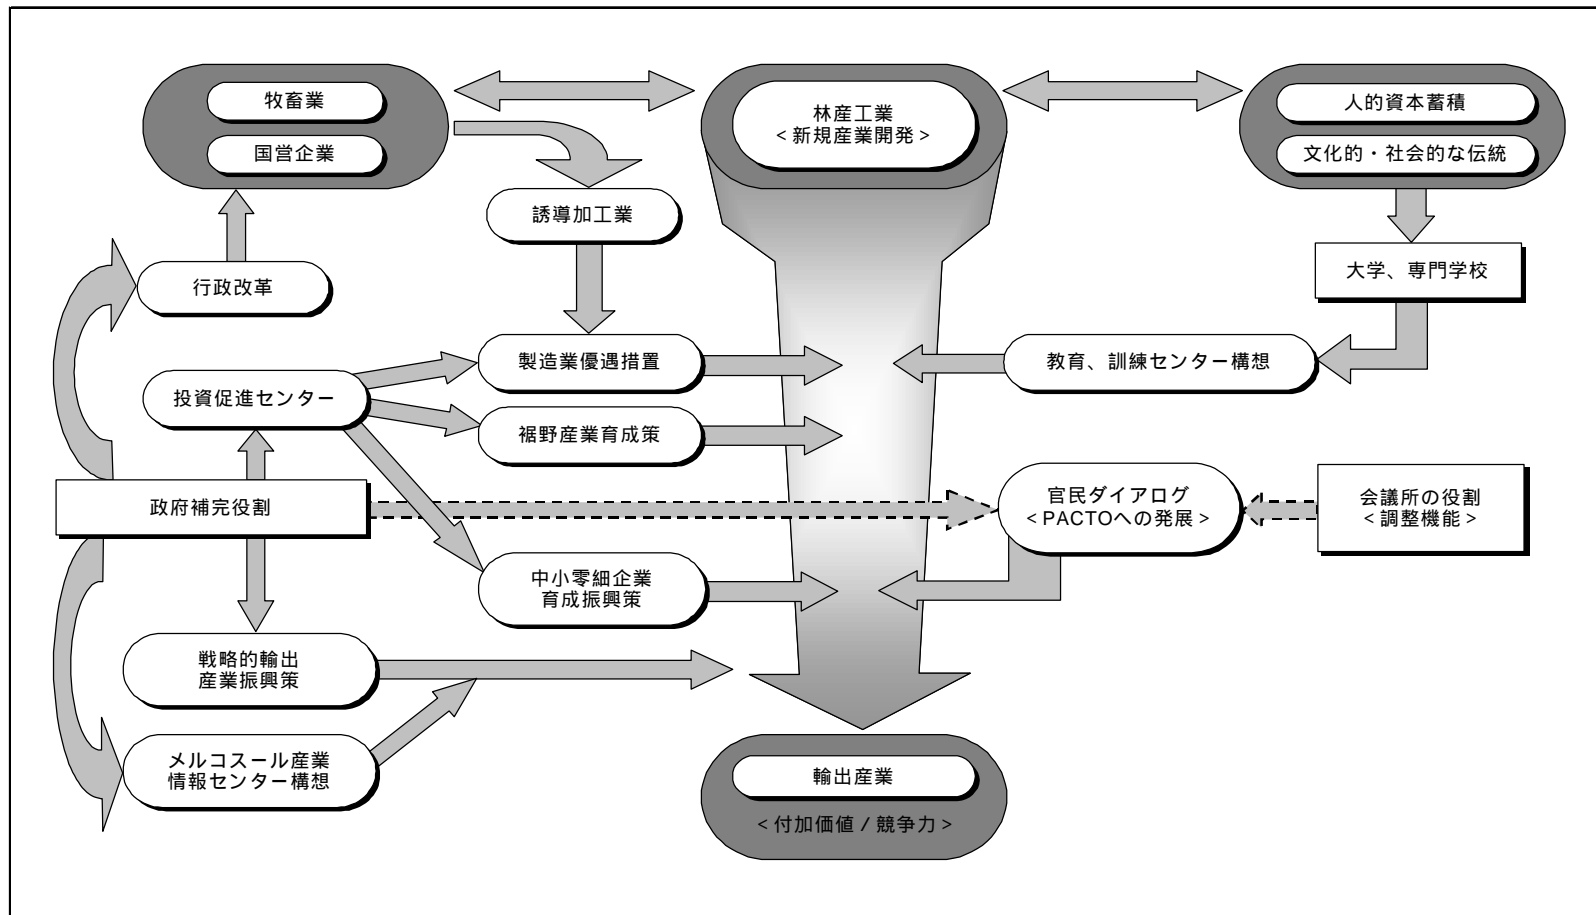 牧畜業
国営企業
林産工業
<新規産業開発>
人的資本蓄積
文化的・社会的な伝統
誘導加工業
行政改革
大学、専門学校
製造業優遇措置
教育、訓練センター構想
投資促進センター
裾野産業育成策
政府補完役割
官民ダイアログ
<PACTOへの発展>
会議所の役割
<調整機能>
中小零細企業
育成振興策
戦略的輸出
産業振興策
メルコスール産業
情報センター構想
輸出産業
<付加価値/競争力>